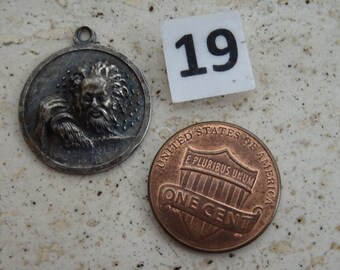 19
UNITED STATES OF AMERICA
E PLURIBUS UNUM
ONE CENT